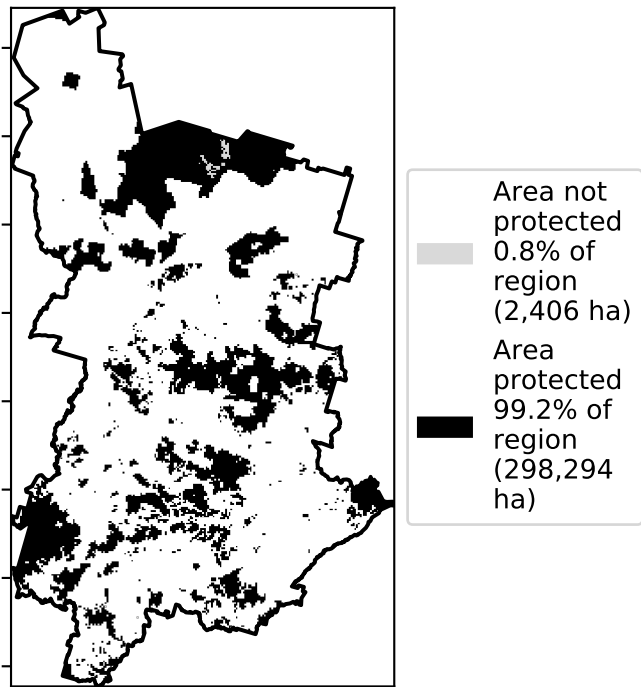 Area not
protected
0.8% of
region
(2,406 ha)
Area
protected
99.2% of
region
(298,294
ha)